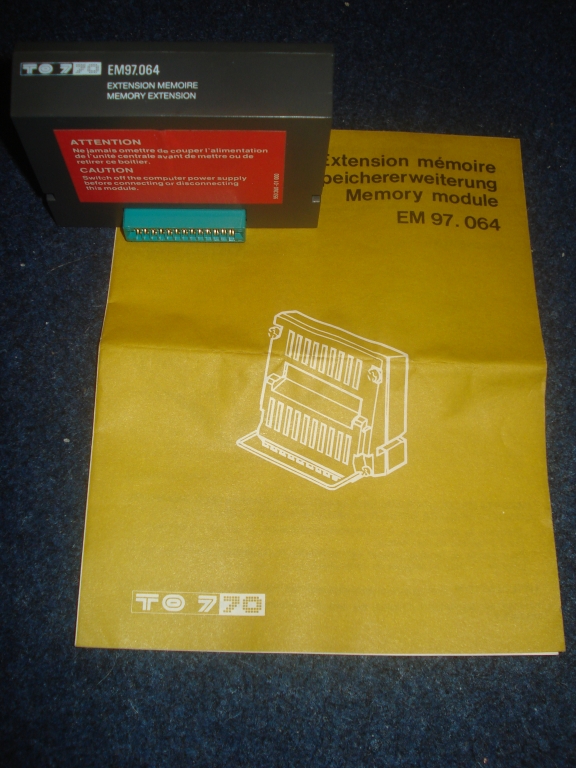 TO 770 EM97.064
EXTENSION MEMOIRE
MEMORY EXTENSION
ATTENTION
Ne jamais omettre de couper l'alimentation
de l'unité centrale avant de mettre ou de
retirer ce boîtier.
CAUTION
Switch off the computer power supply
before connecting or disconnecting
this module.
Extension mémoire
peichererweiterung
Memory module
EM 97.064
TO 770